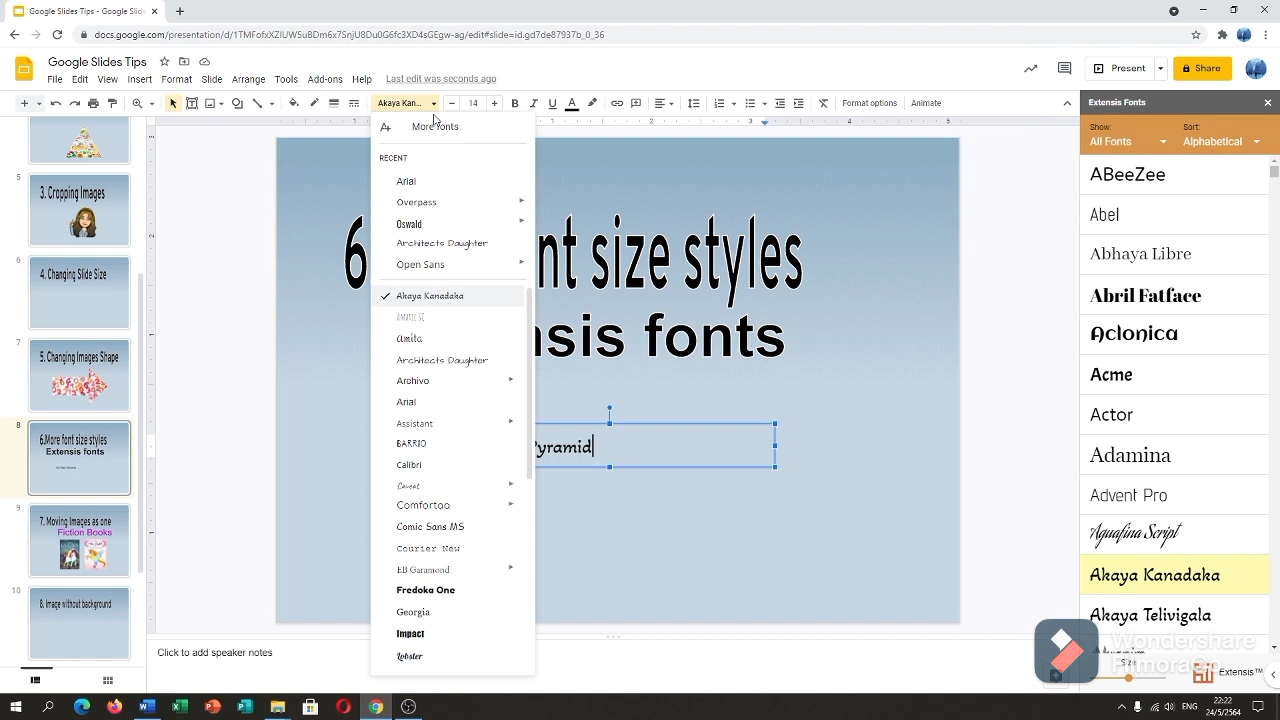 Google Slides Tips - Google Slid
docs.google.com/presentation/d/1TMFofxXZIUW5uBDm6x7SnjU8Du0G6fc3XD4sGEgw-ag/edit#slide=id.gd7de87937b_0_36
Google Slides Tips
File Edit View Insert Format Slide Arrange Tools Add-ons Help Last edit was seconds ago
Present
Share
Akaya Kan... 14 B I U A Format options Animate
More fonts
RECENT
Arial
Overpass
Oswald
Architects Daughter
Open Sans
Akaya Kanadaka
Amatic SC
Amita
Architects Daughter
Archivo
Arial
Assistant
BARRIO
Calibri
Caveat
Comfortaa
Comic Sans MS
Courier New
EB Garamond
Fredoka One
Georgia
Impact
Lobster
5
3. Cropping Images
6
4. Changing Slide Size
7
5. Changing Images Shape
8
6.More font size styles
Extensis fonts
9
7. Moving Images as one
Fiction Books
10
8. Image without background
6 nt size styles
nsis fonts
Pyramid
Click to add speaker notes
Extensis Fonts
Show: Sort:
All Fonts Alphabetical
ABeeZee
Abel
Abhaya Libre
Abril Fatface
Aclonica
Acme
Actor
Adamina
Advent Pro
Aguafina Script
Akaya Kanadaka
Akaya Telivigala
Size
Extensis™
Wondershare
FilmoraGo
ENG
22:22
24/5/2564